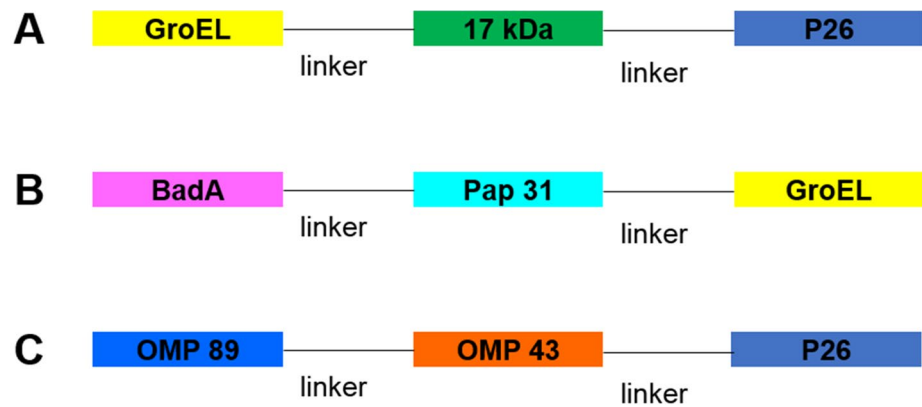 A GroEL 17 kDa P26
linker linker
B BadA Pap 31 GroEL
linker linker
C OMP 89 OMP 43 P26
linker linker